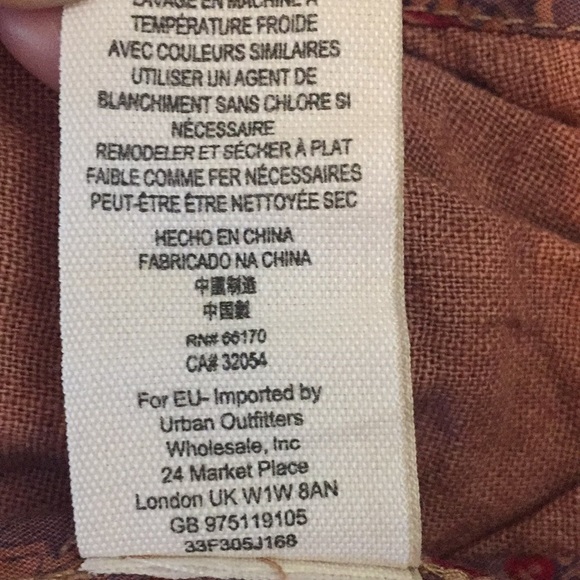 LAVAGE EN MACHINE À
TEMPÉRATURE FROIDE
AVEC COULEURS SIMILAIRES
UTILISER UN AGENT DE
BLANCHIMENT SANS CHLORE SI
NÉCESSAIRE
REMODELER ET SÉCHER À PLAT
FAIBLE COMME FER NÉCESSAIRES
PEUT-ÊTRE ÊTRE NETTOYÉE SEC
HECHO EN CHINA
FABRICADO NA CHINA
中國制造
中国製
RN# 66170
CA# 32054
For EU- Imported by
Urban Outfitters
Wholesale, Inc
24 Market Place
London UK W1W 8AN
GB 975119105
33F305J168